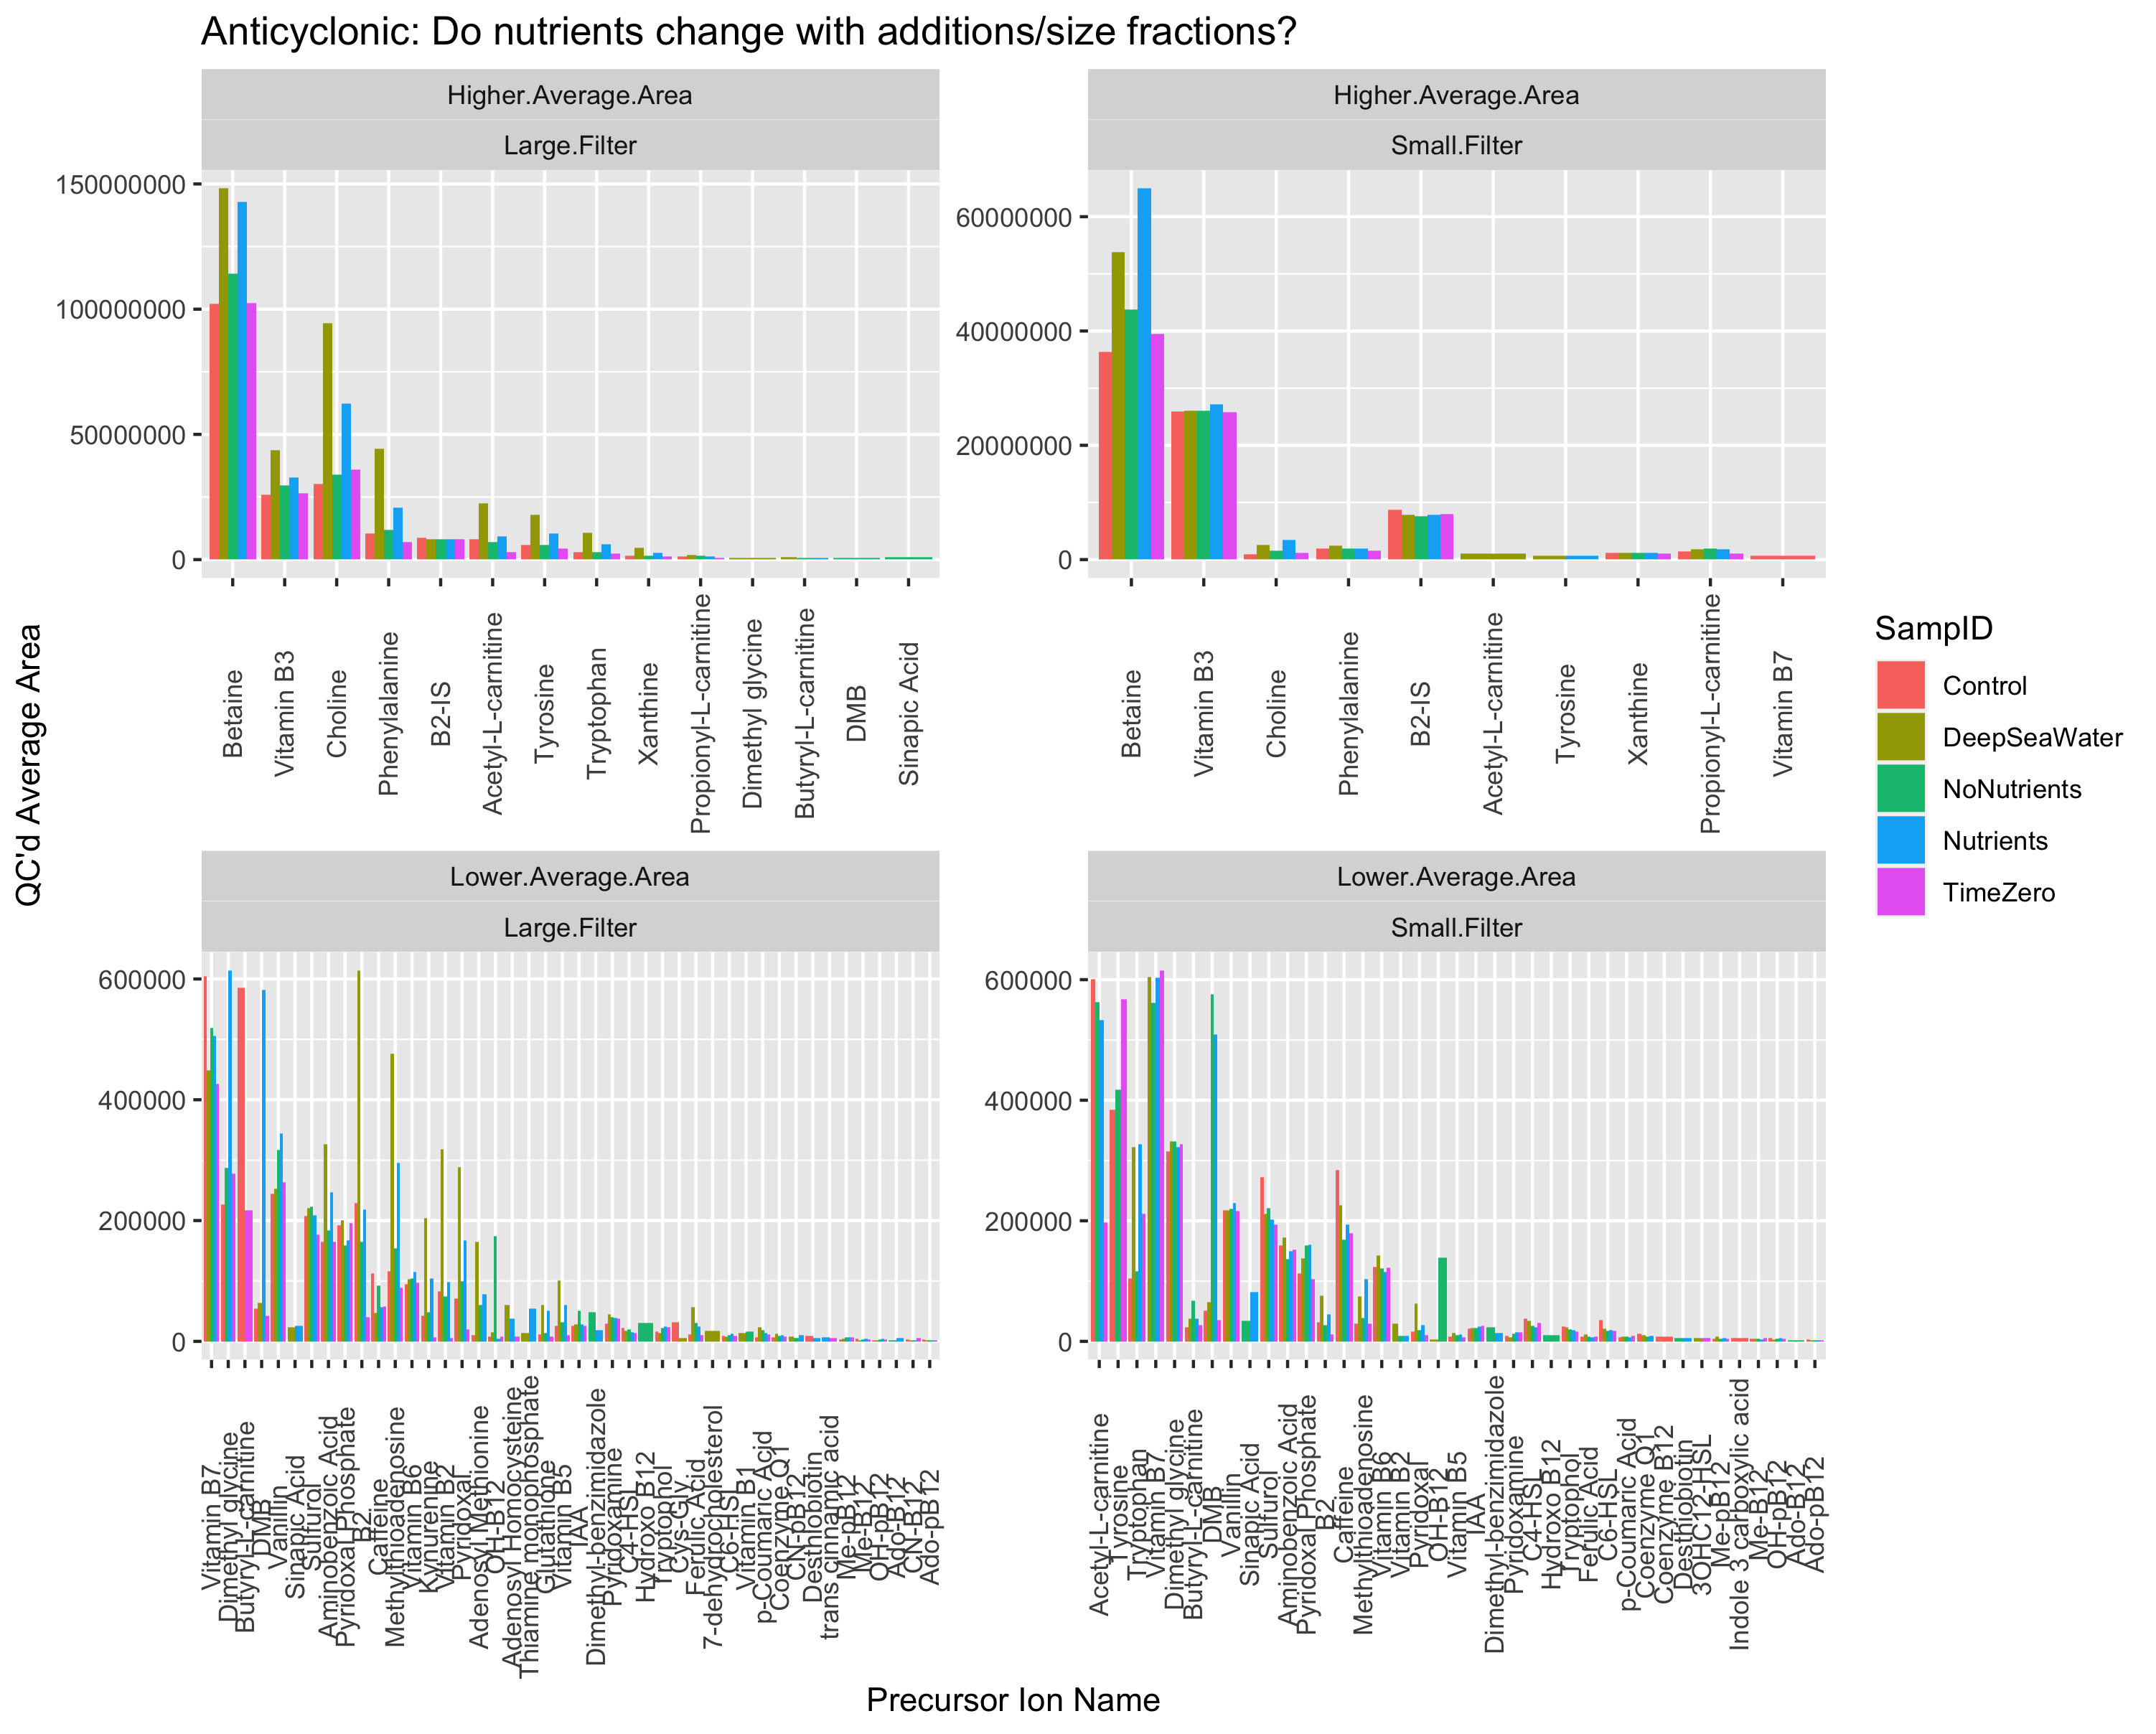 Anticyclonic: Do nutrients change with additions/size fractions?
Higher.Average.Area
Large.Filter
150000000
100000000
50000000
0
Betaine
Vitamin B3
Choline
Phenylalanine
B2-IS
Acetyl-L-carnitine
Tyrosine
Tryptophan
Xanthine
Propionyl-L-carnitine
Dimethyl glycine
Butyryl-L-carnitine
DMB
Sinapic Acid
Higher.Average.Area
Small.Filter
60000000
40000000
20000000
0
Betaine
Vitamin B3
Choline
Phenylalanine
B2-IS
Acetyl-L-carnitine
Tyrosine
Xanthine
Propionyl-L-carnitine
Vitamin B7
QC'd Average Area
Lower.Average.Area
Large.Filter
600000
400000
200000
0
Vitamin B7
Dimethyl glycine
Butyryl-L-carnitine
DMB
Vanillin
Sinapic Acid
Sulfurol
Aminobenzoic Acid
Pyridoxal Phosphate
B2
Caffeine
Methylthioadenosine
Vitamin B6
Kynurenine
Vitamin B2
Pyridoxal
Adenosyl Methionine
OH-B12
Adenosyl Homocysteine
Thiamine monophosphate
Glutathione
Vitamin B5
IAA
Dimethyl-benzimidazole
Pyridoxamine
C4-HSL
Hydroxo B12
Tryptophol
Cys-Gly
Ferulic Acid
7-dehydrocholesterol
C6-HSL
Vitamin B1
p-Coumaric Acid
Coenzyme Q1
CN-pB12
Desthiobiotin
trans cinnamic acid
Me-pB12
Me-B12
OH-pB12
Ado-B12
CN-B12
Ado-pB12
Lower.Average.Area
Small.Filter
600000
400000
200000
0
Acetyl-L-carnitine
Tyrosine
Tryptophan
Vitamin B7
Dimethyl glycine
Butyryl-L-carnitine
DMB
Vanillin
Sinapic Acid
Sulfurol
Aminobenzoic Acid
Pyridoxal Phosphate
B2
Caffeine
Methylthioadenosine
Vitamin B6
Vitamin B2
Pyridoxal
OH-B12
Vitamin B5
IAA
Dimethyl-benzimidazole
Pyridoxamine
C4-HSL
Hydroxo B12
Tryptophol
Ferulic Acid
C6-HSL
p-Coumaric Acid
Coenzyme Q1
Coenzyme B12
Desthiobiotin
3OHC12-HSL
Me-pB12
Indole 3 carboxylic acid
Me-B12
OH-pB12
Ado-B12
Ado-pB12
Precursor Ion Name
SampID
Control
DeepSeaWater
NoNutrients
Nutrients
TimeZero